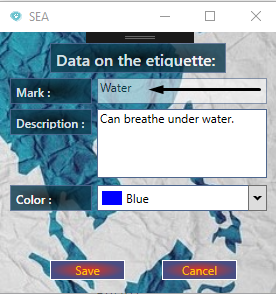 SEA
Data on the etiquette:
Mark : Water
Description : Can breathe under water.
Color : Blue
Save Cancel